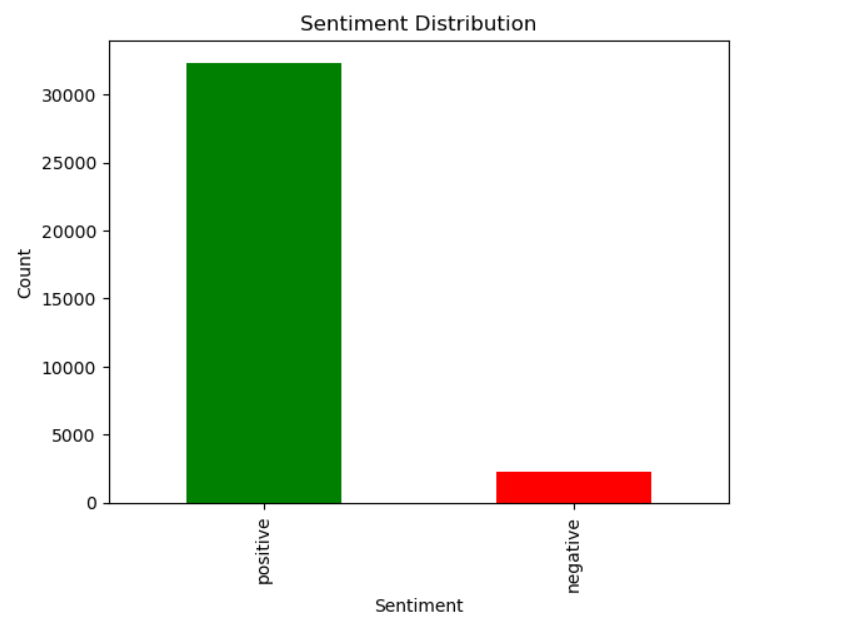 Sentiment Distribution
Count
30000
25000
20000
15000
10000
5000
0
positive
negative
Sentiment